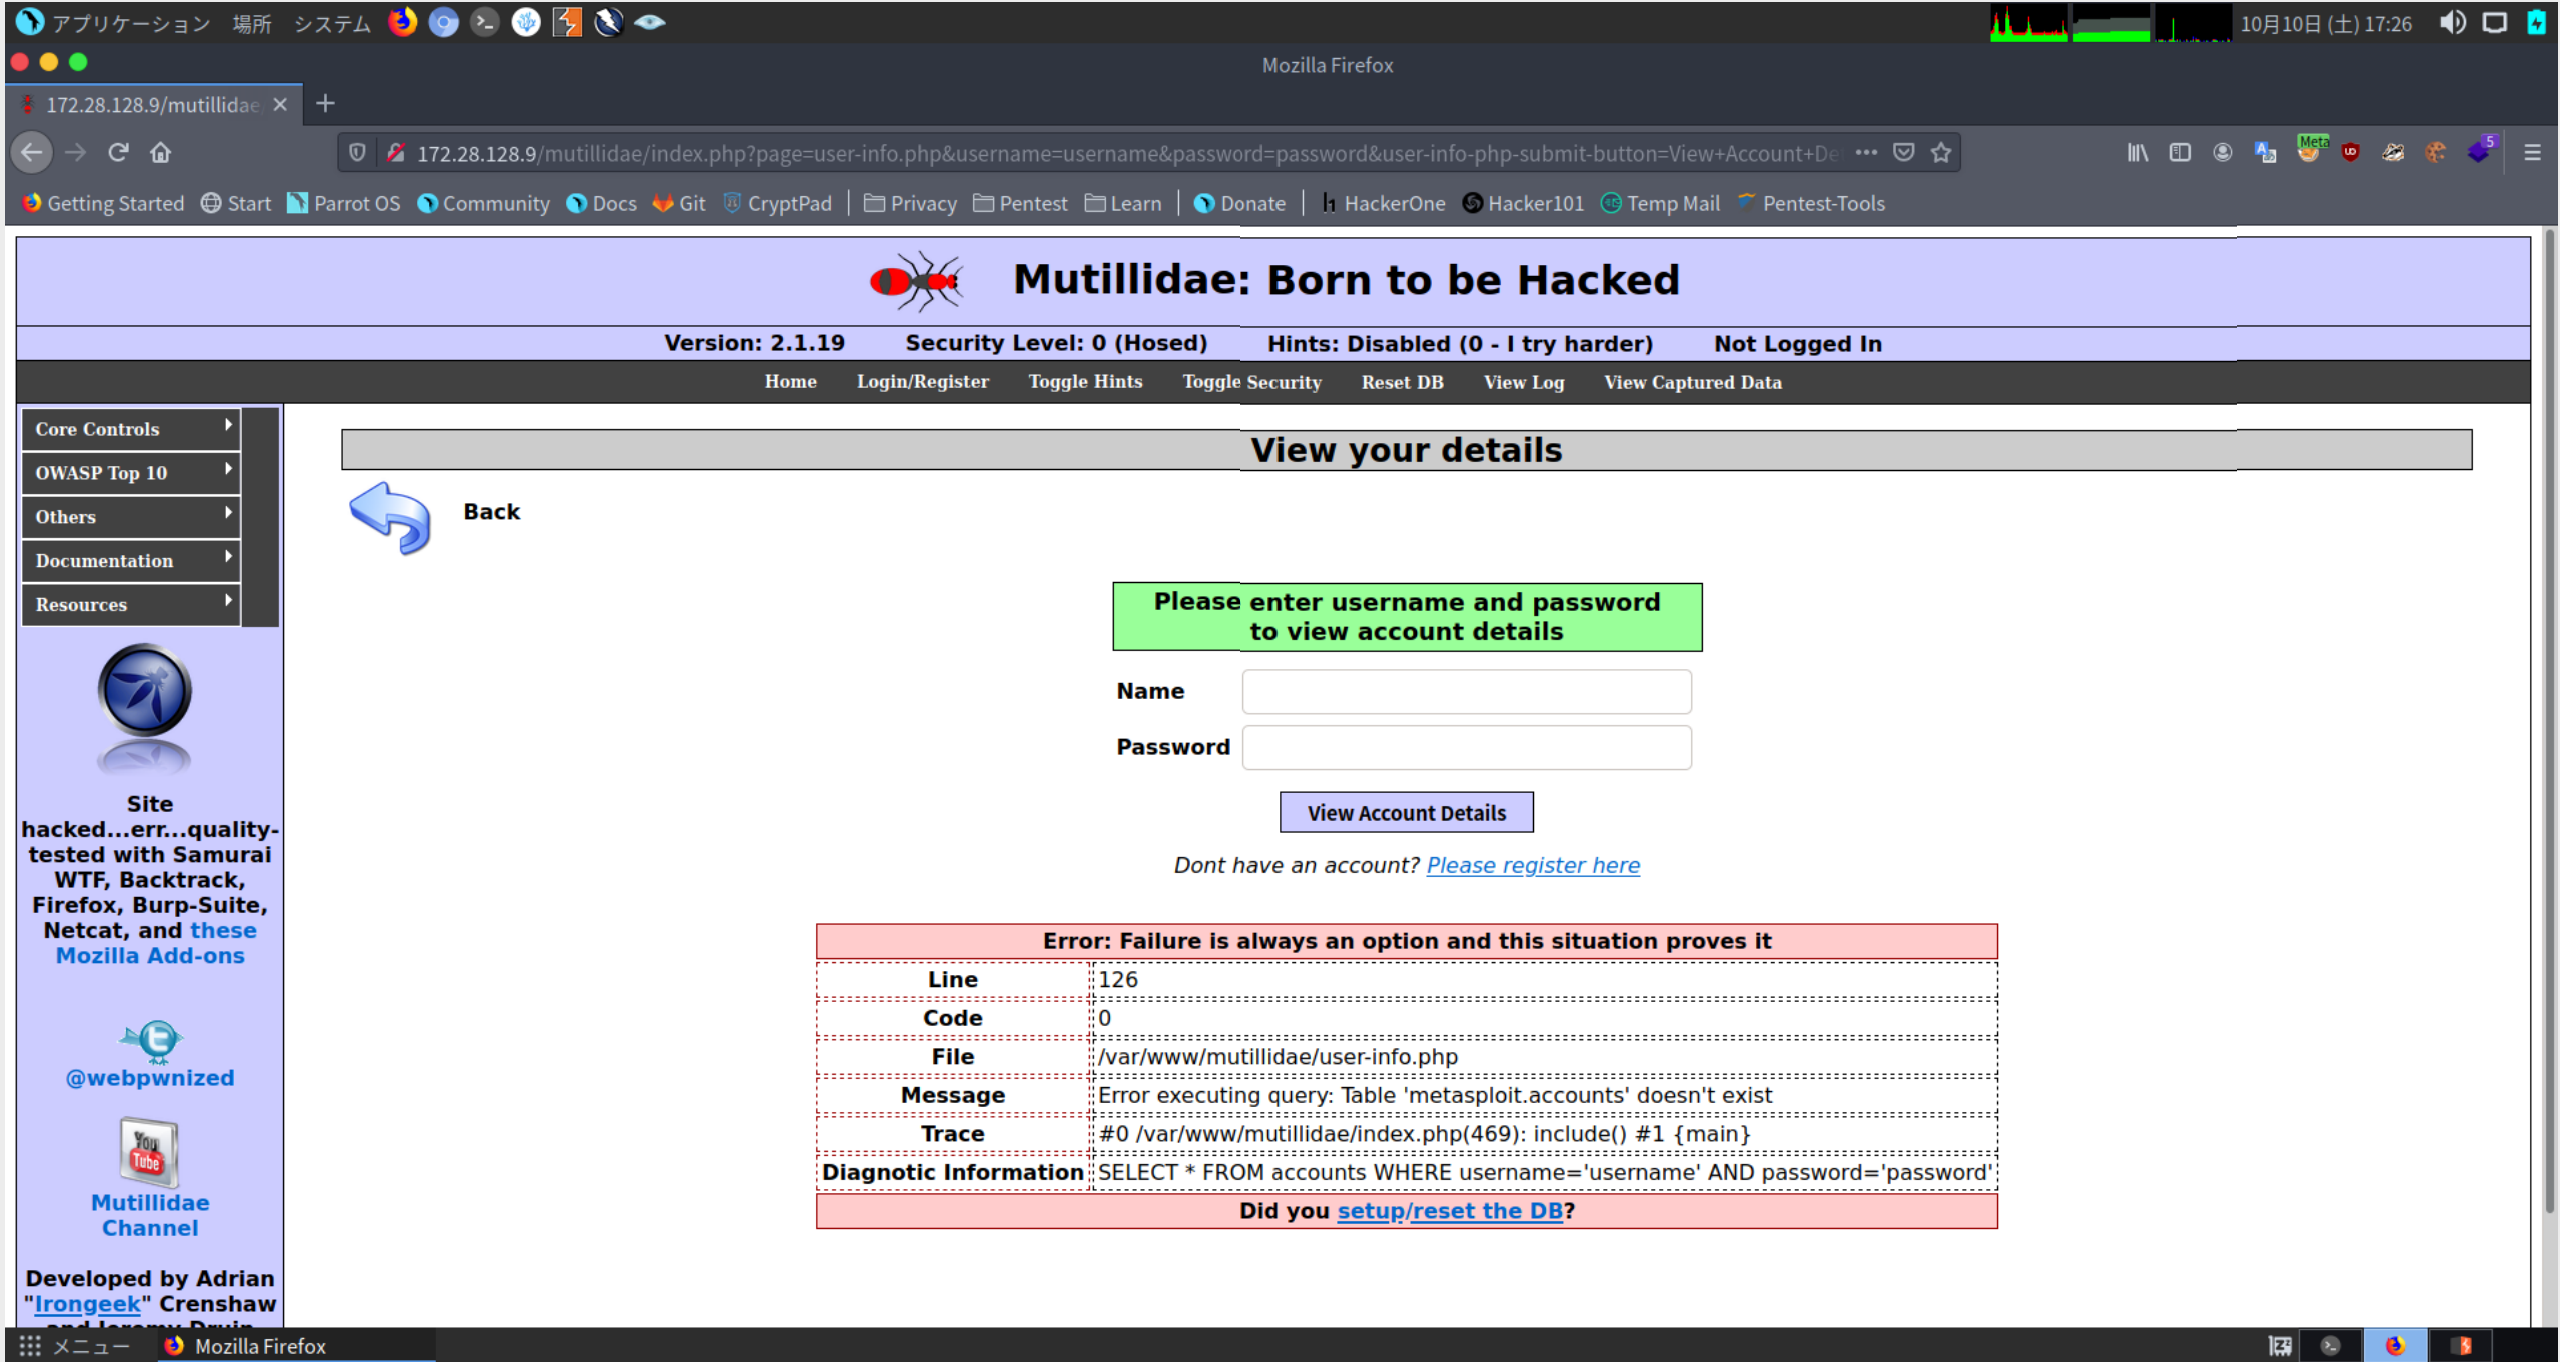 アプリケーション 場所 システム
10月10日 (土) 17:26
Mozilla Firefox
172.28.128.9/mutillidae
172.28.128.9/mutillidae/index.php?page=user-info.php&username=username&password=password&user-info-php-submit-button=View+Account+De
Meta
5
Getting Started Start Parrot OS Community Docs Git CryptPad Privacy Pentest Learn Donate HackerOne Hacker101 Temp Mail Pentest-Tools
Mutillidae: Born to be Hacked
Version: 2.1.19 Security Level: 0 (Hosed) Hints: Disabled (0 - I try harder) Not Logged In
Home Login/Register Toggle Hints Toggle Security Reset DB View Log View Captured Data
Core Controls
OWASP Top 10
Others
Documentation
Resources
Site
hacked...err...quality-
tested with Samurai
WTF, Backtrack,
Firefox, Burp-Suite,
Netcat, and these
Mozilla Add-ons
@webpwnized
You
Tube
Mutillidae
Channel
Developed by Adrian
"Irongeek" Crenshaw
and Jeremy Druin
View your details
Back
Please enter username and password
to view account details
Name
Password
View Account Details
Dont have an account? Please register here
Error: Failure is always an option and this situation proves it
Line 126
Code 0
File /var/www/mutillidae/user-info.php
Message Error executing query: Table 'metasploit.accounts' doesn't exist
Trace #0 /var/www/mutillidae/index.php(469): include() #1 {main}
Diagnotic Information SELECT * FROM accounts WHERE username='username' AND password='password'
Did you setup/reset the DB?
メニュー Mozilla Firefox